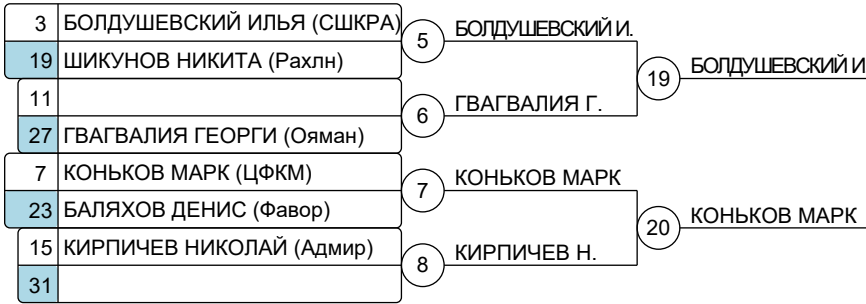 3 БОЛДУШЕВСКИЙ ИЛЬЯ (СШКРА)
5 БОЛДУШЕВСКИЙ И.
19 ШИКУНОВ НИКИТА (Рахлн)
19 БОЛДУШЕВСКИЙ И
11
6 ГВАГВАЛИЯ Г.
27 ГВАГВАЛИЯ ГЕОРГИ (Ояман)
7 КОНЬКОВ МАРК (ЦФКМ)
7 КОНЬКОВ МАРК
23 БАЛЯХОВ ДЕНИС (Фавор)
20 КОНЬКОВ МАРК
15 КИРПИЧЕВ НИКОЛАЙ (Адмир)
8 КИРПИЧЕВ Н.
31